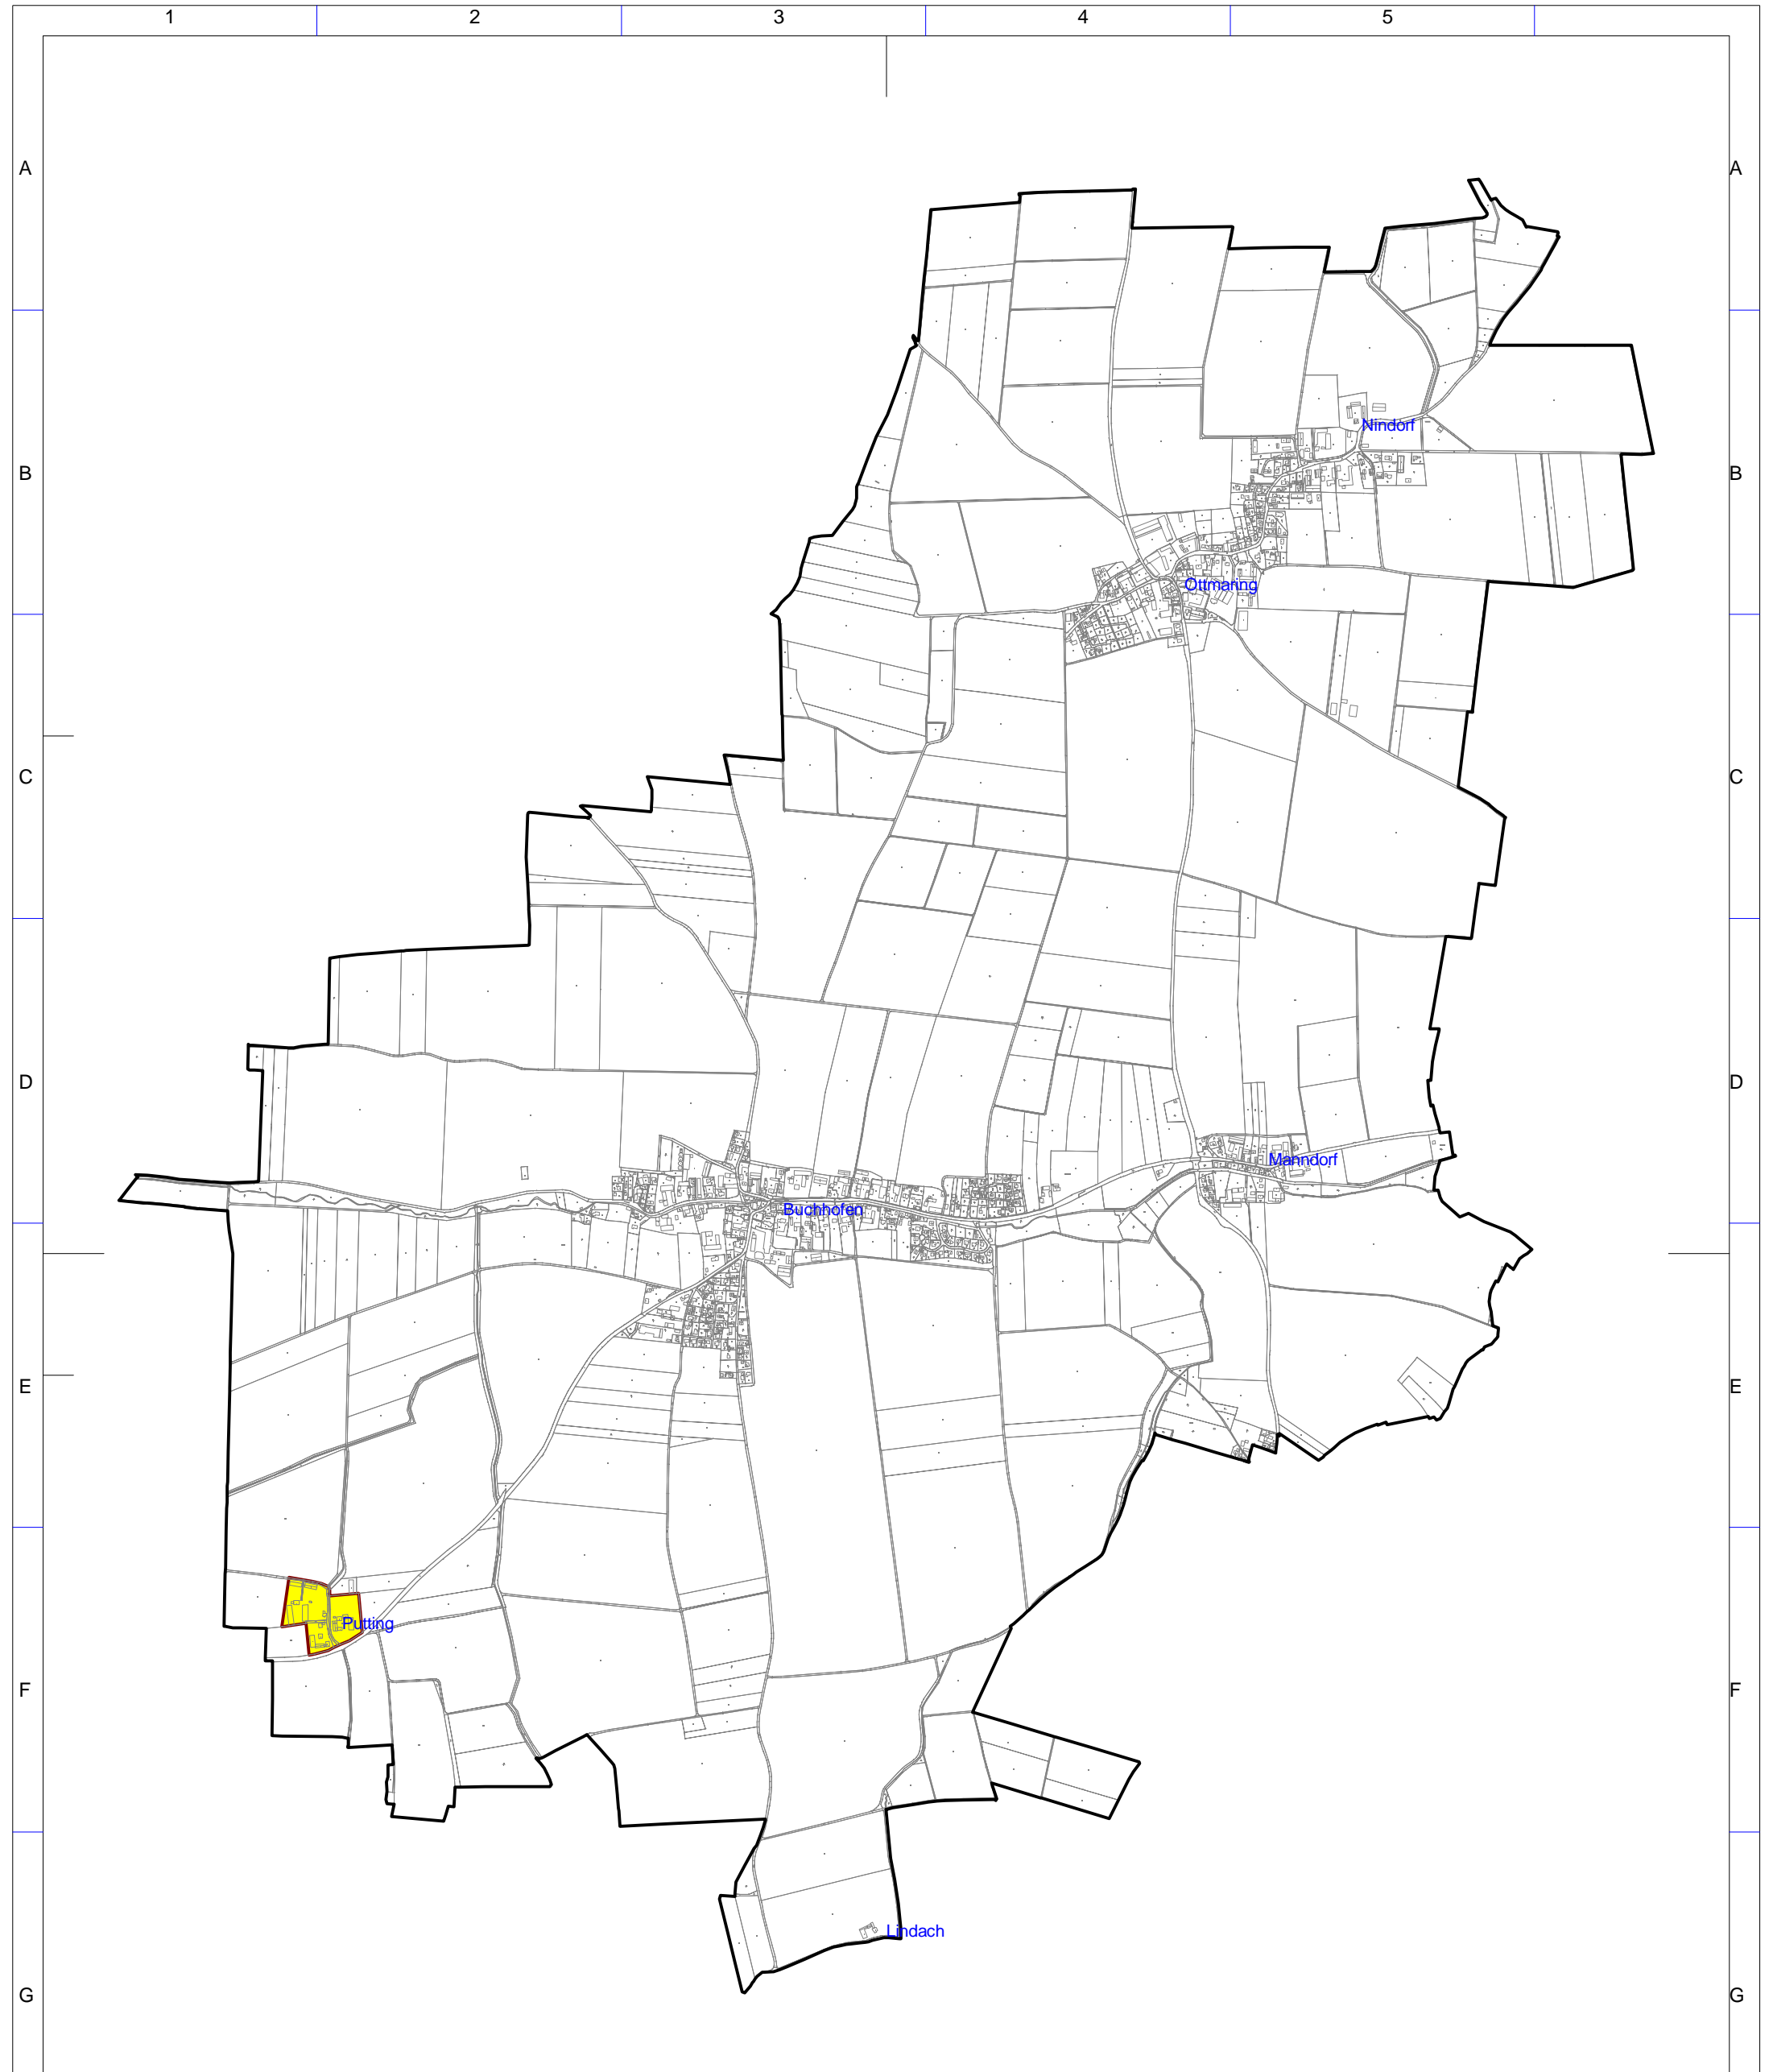 1 2 3 4 5
A A
Nindorf
B B
Ottmaring
C C
D D
Manndorf
Buchhofen
E E
Putting
F F
Lindach
G G